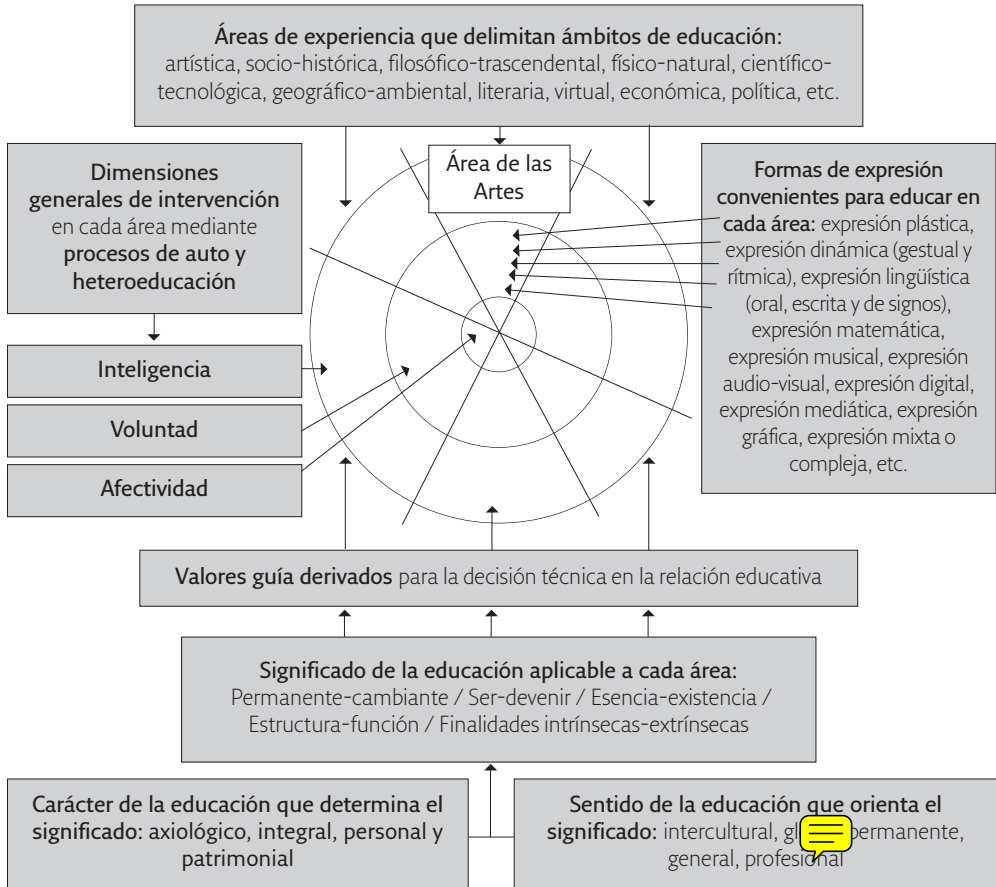 Áreas de experiencia que delimitan ámbitos de educación:
artística, socio-histórica, filosófico-trascendental, físico-natural, científico-
tecnológica, geográfico-ambiental, literaria, virtual, económica, política, etc.
Dimensiones
generales de intervención
en cada área mediante
procesos de auto y
heteroeducación
Área de las
Artes
Formas de expresión
convenientes para educar en
cada área: expresión plástica,
expresión dinámica (gestual y
rítmica), expresión lingüística
(oral, escrita y de signos),
expresión matemática,
expresión musical, expresión
audio-visual, expresión digital,
expresión mediática, expresión
gráfica, expresión mixta o
compleja, etc.
Inteligencia
Voluntad
Afectividad
Valores guía derivados para la decisión técnica en la relación educativa
Significado de la educación aplicable a cada área:
Permanente-cambiante / Ser-devenir / Esencia-existencia /
Estructura-función / Finalidades intrínsecas-extrínsecas
Carácter de la educación que determina el
significado: axiológico, integral, personal y
patrimonial
Sentido de la educación que orienta el
significado: intercultural, permanente,
general, profesional